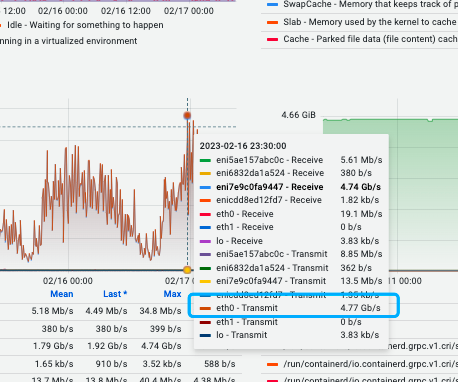 12:00 02/16 00:00 02/16 12:00 02/17 00:00
Idle - Waiting for something to happen
nning in a virtualized environment
SwapCache - Memory that keeps track of p
Slab - Memory used by the kernel to cache
Cache - Parked file data (file content) cach
4.66 GiB
2023-02-16 23:30:00
eni5ae157abc0c - Receive 5.61 Mb/s
eni6832da1a524 - Receive 380 b/s
eni7e9c0fa9447 - Receive 4.74 Gb/s
enicdd8ed12fd7 - Receive 1.82 kb/s
eth0 - Receive 19.1 Mb/s
eth1 - Receive 0 b/s
lo - Receive 3.83 kb/s
eni5ae157abc0c - Transmit 8.85 Mb/s
eni6832da1a524 - Transmit 362 b/s
eni7e9c0fa9447 - Transmit 13.5 Mb/s
enicdd8ed12fd7 - Transmit
eth0 - Transmit 4.77 Gb/s
eth1 - Transmit 0 b/s
lo - Transmit 3.83 kb/s
02/16 00:00 02/17 0
Mean Last * Max
5.18 Mb/s 4.49 Mb/s 34.8 Mb/s
380 b/s 380 b/s 399 b/s
1.79 Gb/s 1.92 Gb/s 4.74 Gb/s
1.65 kb/s 910 b/s 3.52 kb/s 588 b/s
13.7 Mb/s 13.8 Mb/s 40.4 Mb/s 4.38 Mb/s
/run/containerd/io.containerd.grpc.v1.cri/s
/run/containerd/io.containerd.grpc.v1.cri/s